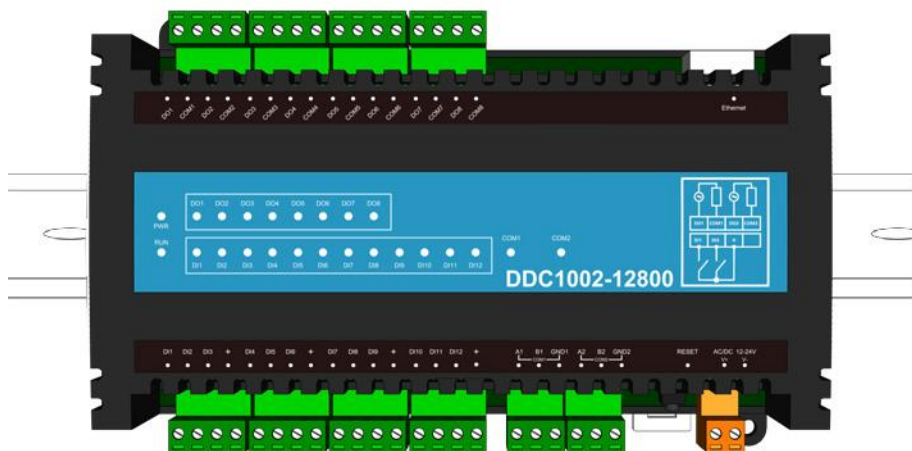 DO1 COM1 DO2 COM2 DO3 COM3 DO4 COM4 DO5 COM5 DO6 COM6 DO7 COM7 DO8 COM8 Ethernet
DO1 DO2 DO3 DO4 DO5 DO6 DO7 DO8
PWR
RUN
COM1 COM2
DI1 DI2 DI3 DI4 DI5 DI6 DI7 DI8 DI9 DI10 DI11 DI12
DDC1002-12800
COM1
+
DI1 DI2 DI3 + DI4 DI5 DI6 + DI7 DI8 DI9 + DI10 DI11 DI12 + A1 B1 GND1 A2 B2 GND2 RESET AC/DC 12-24V
COM1 COM2 V+ V-